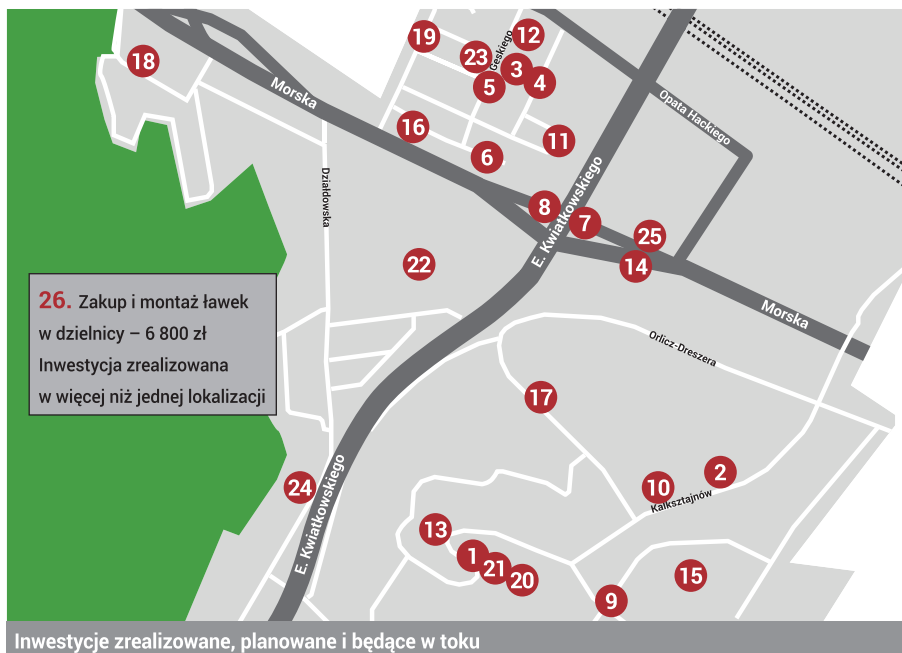 12
19
Geskiego
23
3
18
4
5
Morska
Opata Hackiego
16
11
6
Działdowska
E. Kwiatkowskiego
8
7
25
22
14
26. Zakup i montaż ławek
w dzielnicy – 6 800 zł
Inwestycja zrealizowana
w więcej niż jednej lokalizacji
Morska
Orlicz-Dreszera
17
2
24
10
Kalksztajnów
E. Kwiatkowskiego
13
1
21
20
15
9
Inwestycje zrealizowane, planowane i będące w toku